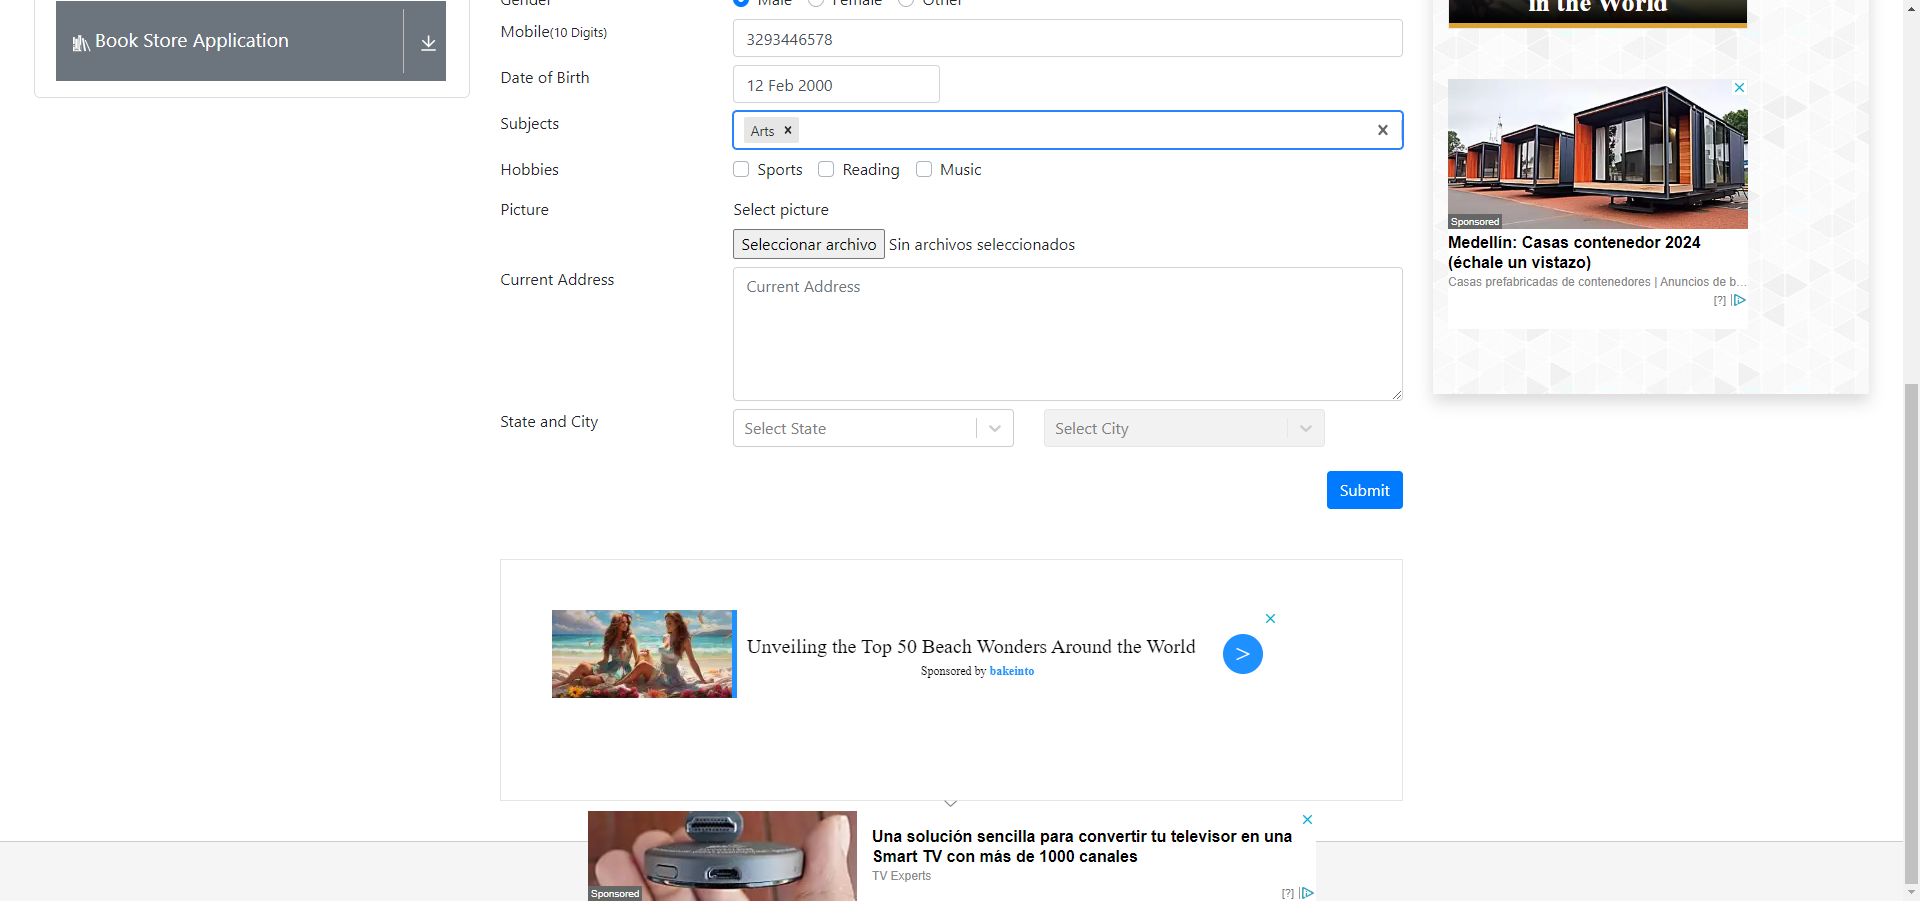 Book Store Application
Gender Male Female Other
Mobile(10 Digits) 3293446578
Date of Birth 12 Feb 2000
Subjects Arts
Hobbies Sports Reading Music
Picture Select picture
Seleccionar archivo Sin archivos seleccionados
Current Address Current Address
State and City Select State Select City
Submit
in the World
Sponsored
Medellín: Casas contenedor 2024
(échale un vistazo)
Casas prefabricadas de contenedores | Anuncios de b...
[?]
Unveiling the Top 50 Beach Wonders Around the World
Sponsored by bakeinto
>
Una solución sencilla para convertir tu televisor en una
Smart TV con más de 1000 canales
TV Experts
Sponsored
[?]